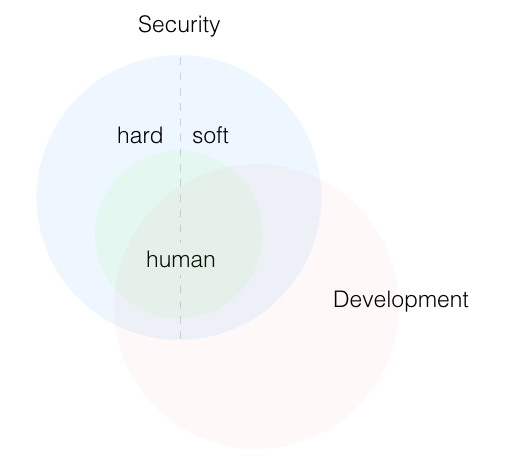 Security
hard soft
human
Development